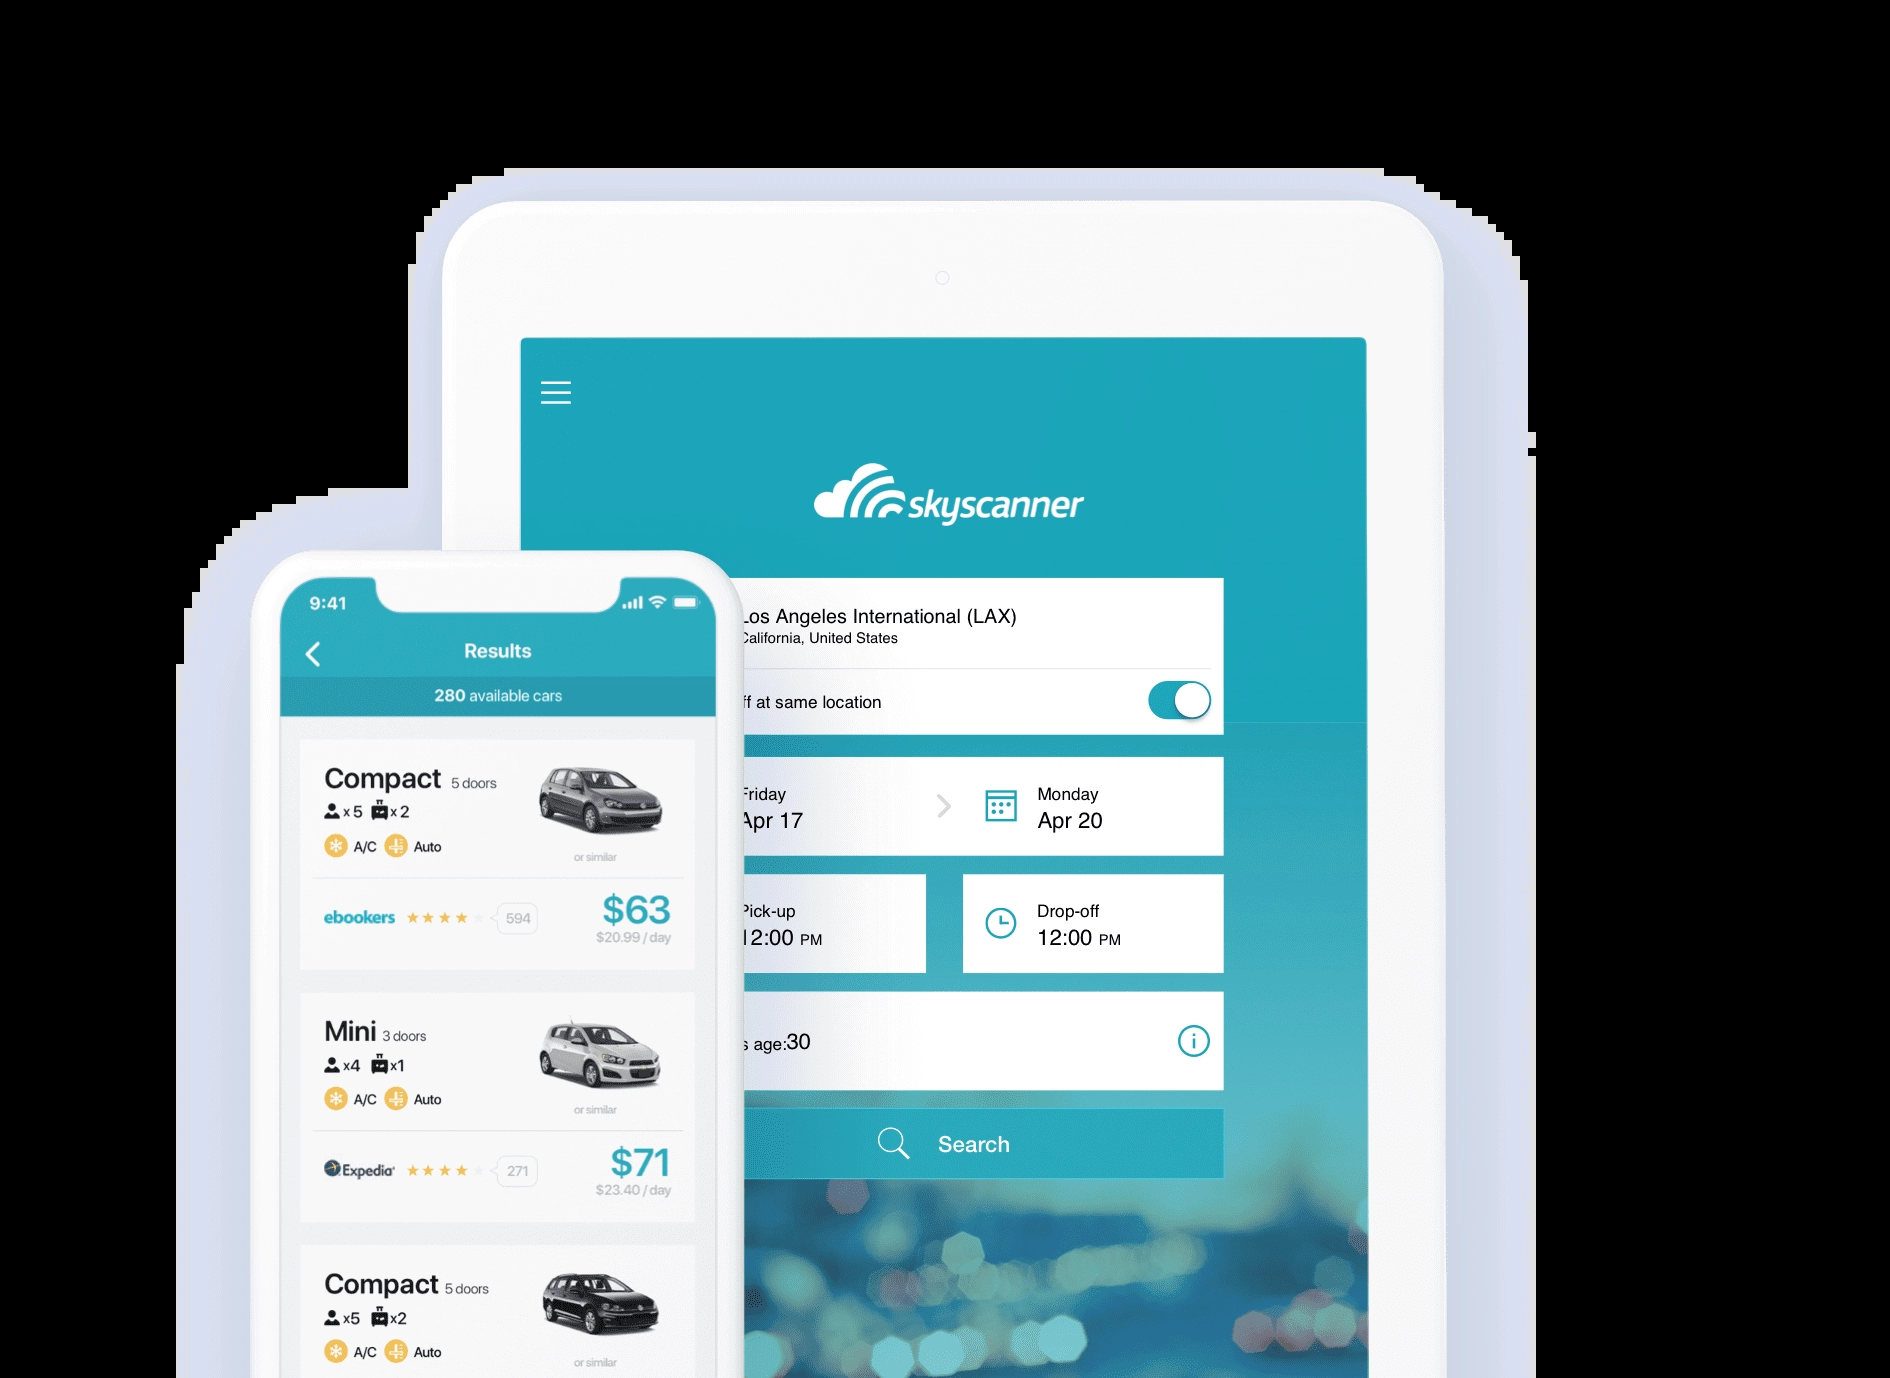 skyscanner
Los Angeles International (LAX)
California, United States
ff at same location
Friday
Apr 17
Monday
Apr 20
Pick-up
12:00 PM
Drop-off
12:00 PM
s age:30
Search
9:41
Results
280 available cars
Compact 5 doors
x5 x2
A/C Auto
or similar
ebookers 594
$63
$20.99 / day
Mini 3 doors
x4 x1
A/C Auto
or similar
Expedia 271
$71
$23.40 / day
Compact 5 doors
x5 x2
A/C Auto
or similar